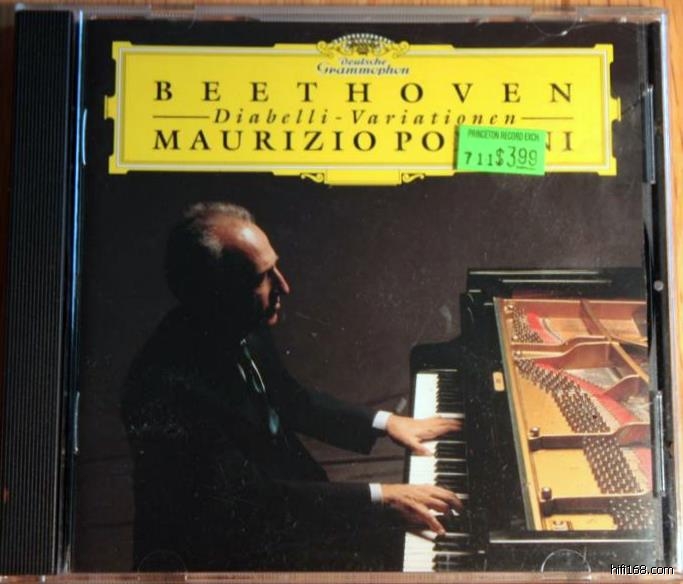 Deutsche
Grammophon
BEETHOVEN
Diabelli-Variationen
MAURIZIO PO NI
PRINCETON RECORD EXCH
711$3.99
hifi168.com